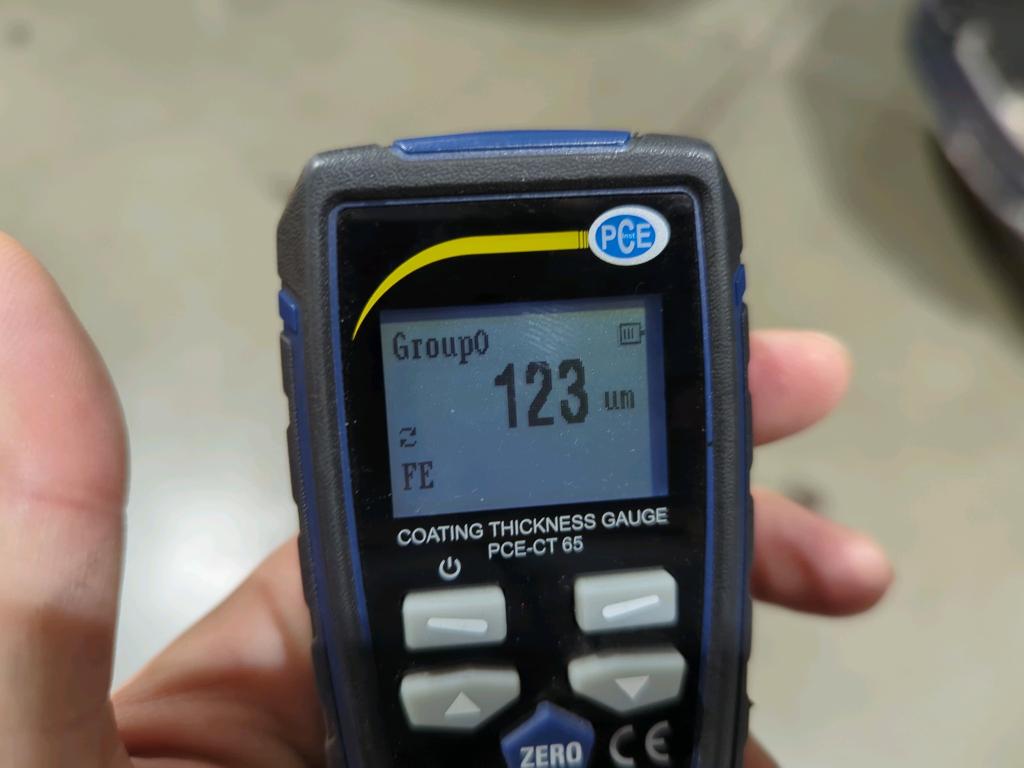 PCE
Group0
123 um
FE
COATING THICKNESS GAUGE
PCE-CT 65
ZERO CE